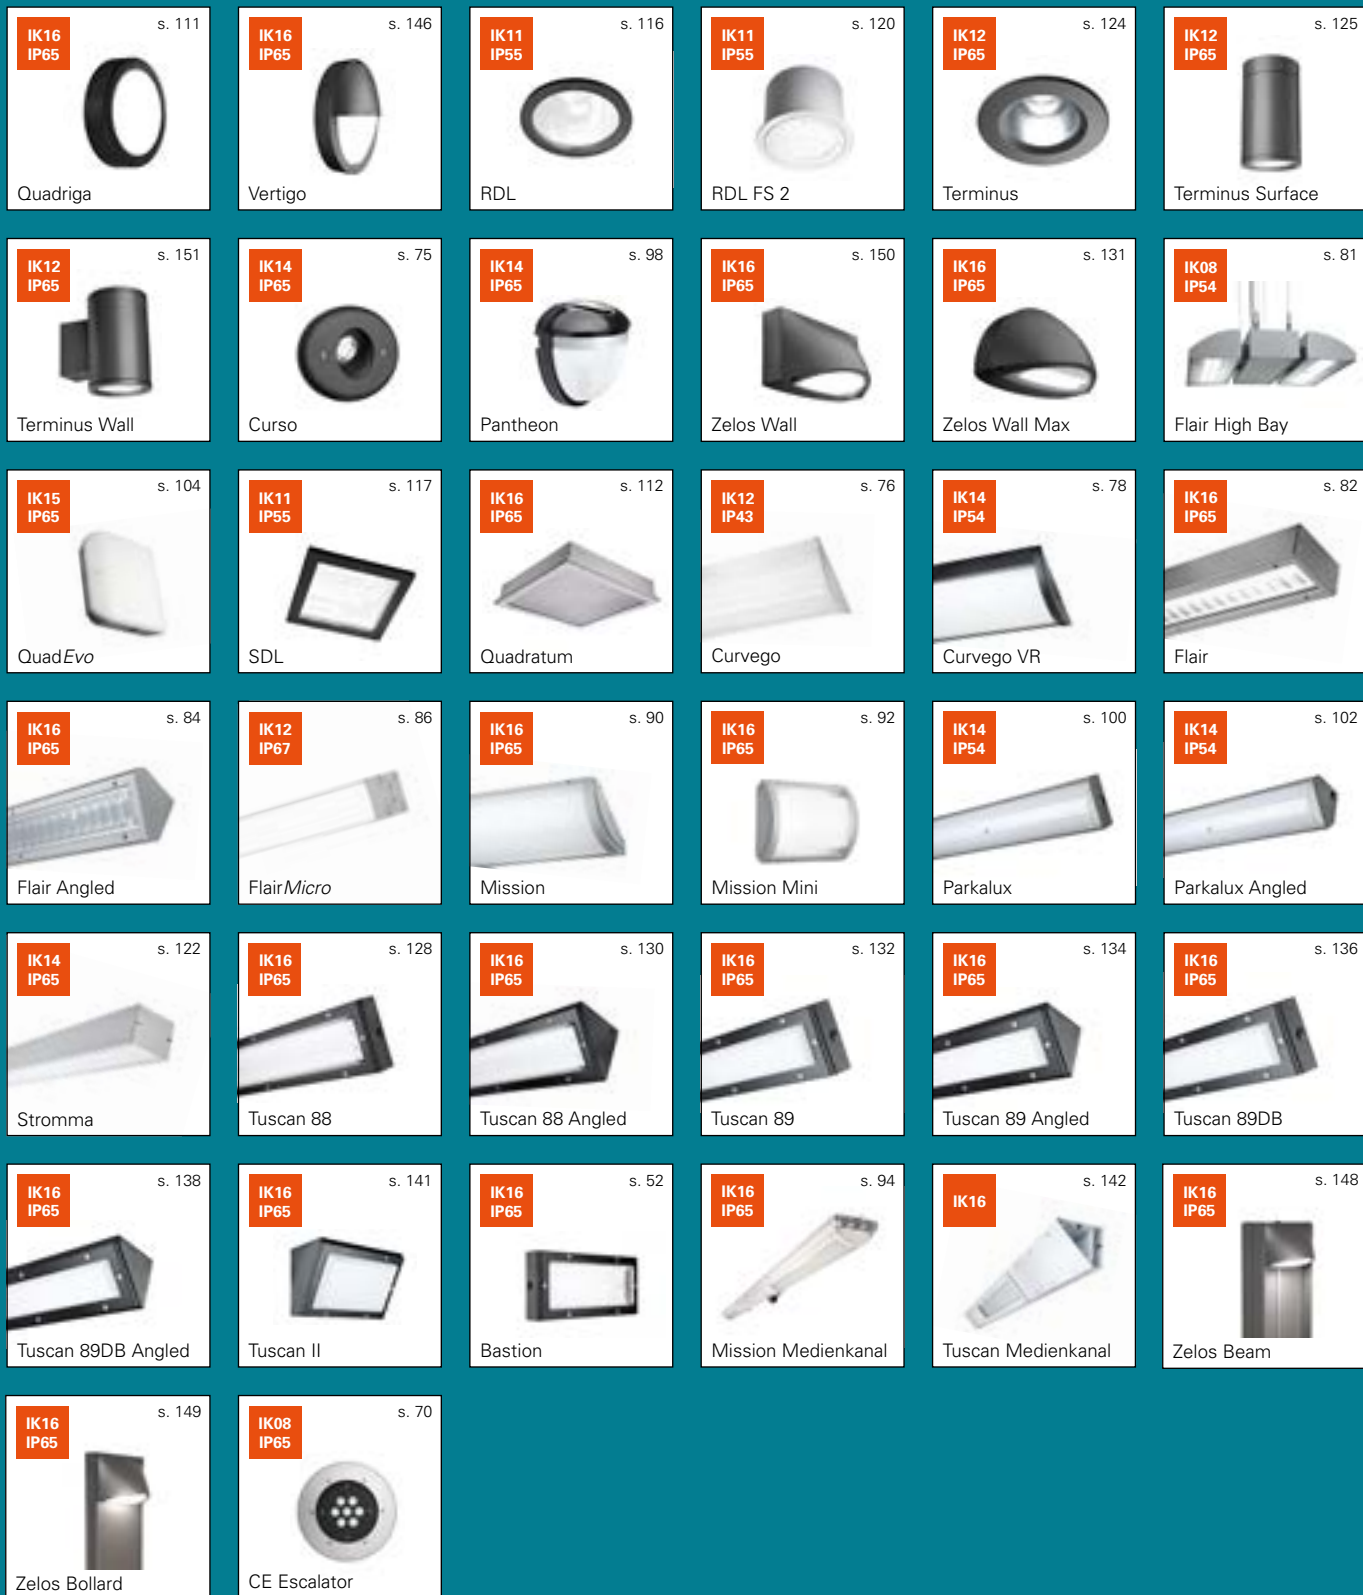 IK16
IP65
s. 111
Quadriga
IK16
IP65
s. 146
Vertigo
IK11
IP55
s. 116
RDL
IK11
IP55
s. 120
RDL FS 2
IK12
IP65
s. 124
Terminus
IK12
IP65
s. 125
Terminus Surface
IK12
IP65
s. 151
Terminus Wall
IK14
IP65
s. 75
Curso
IK14
IP65
s. 98
Pantheon
IK16
IP65
s. 150
Zelos Wall
IK16
IP65
s. 131
Zelos Wall Max
IK08
IP54
s. 81
Flair High Bay
IK15
IP65
s. 104
QuadEvo
IK11
IP55
s. 117
SDL
IK16
IP65
s. 112
Quadratum
IK12
IP43
s. 76
Curvego
IK14
IP54
s. 78
Curvego VR
IK16
IP65
s. 82
Flair
IK16
IP65
s. 84
Flair Angled
IK12
IP67
s. 86
FlairMicro
IK16
IP65
s. 90
Mission
IK16
IP65
s. 92
Mission Mini
IK14
IP54
s. 100
Parkalux
IK14
IP54
s. 102
Parkalux Angled
IK14
IP65
s. 122
Stromma
IK16
IP65
s. 128
Tuscan 88
IK16
IP65
s. 130
Tuscan 88 Angled
IK16
IP65
s. 132
Tuscan 89
IK16
IP65
s. 134
Tuscan 89 Angled
IK16
IP65
s. 136
Tuscan 89DB
IK16
IP65
s. 138
Tuscan 89DB Angled
IK16
IP65
s. 141
Tuscan II
IK16
IP65
s. 52
Bastion
IK16
IP65
s. 94
Mission Medienkanal
IK16
s. 142
Tuscan Medienkanal
IK16
IP65
s. 148
Zelos Beam
IK16
IP65
s. 149
Zelos Bollard
IK08
IP65
s. 70
CE Escalator